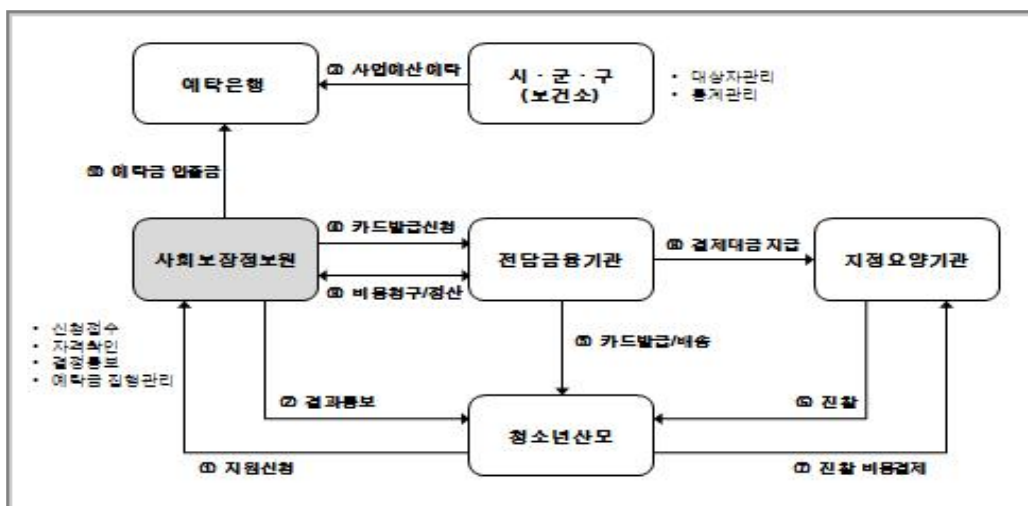 예탁은행
③ 사업예산 예탁
시 · 군 · 구
(보건소)
• 대상자관리
• 통계관리
⑩ 예탁금 입출금
사회보장정보원
④ 카드발급신청
⑨ 비용청구/정산
전담금융기관
⑧ 결제대금 지급
지정요양기관
• 신청접수
• 자격확인
• 결정통보
• 예탁금 집행관리
⑤ 카드발급/배송
② 결과통보
⑥ 진찰
청소년산모
① 지원신청
⑦ 진찰 비용결제